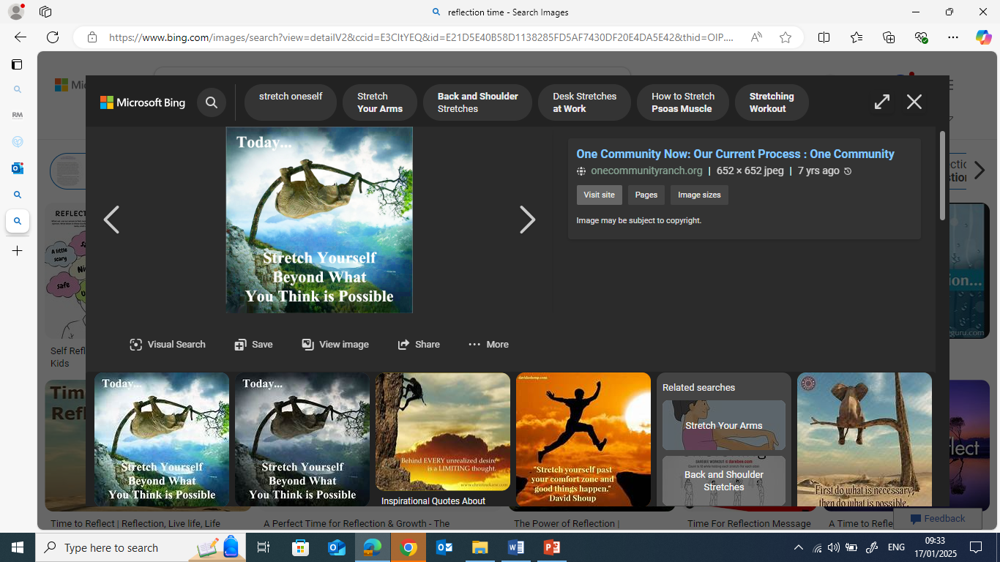 reflection time - Search Images
https://www.bing.com/images/search?view=detailV2&ccid=E3CItYEQ&id=E21D5E40B58D1138285FD5AF7430DF20E4DA5E42&thid=OIP....
Microsoft Bing
stretch oneself
Stretch
Your Arms
Back and Shoulder
Stretches
Desk Stretches
at Work
How to Stretch
Psoas Muscle
Stretching
Workout
RM
Today...
Stretch Yourself
Beyond What
You Think is Possible
One Community Now: Our Current Process : One Community
onecommunityranch.org | 652 × 652 jpeg | 7 yrs ago
Visit site
Pages
Image sizes
Image may be subject to copyright.
REFLECT
A little
scary
Safe
Self Refl
Kids
Visual Search
Save
View image
Share
More
Today...
Stretch Yourself
Beyond What
You Think is Possible
Today...
Stretch Yourself
Beyond What
You Think is Possible
Behind EVERY unrealized desire
is a LIMITING thought.
www.christinekane.com
Inspirational Quotes About
davidshoup.com
"Stretch yourself past
your comfort zone and
good things happen."
David Shoup
Related searches
Stretch Your Arms
Back and Shoulder
Stretches
First do what is necessary,
then do what is possible,
Time to Reflect | Reflection, Live life, Life
A Perfect Time for Reflection & Growth - The
The Power of Reflection |
Time For Reflection Message
A Time to Refle
Feedback
Type here to search
ENG
09:33
17/01/2025